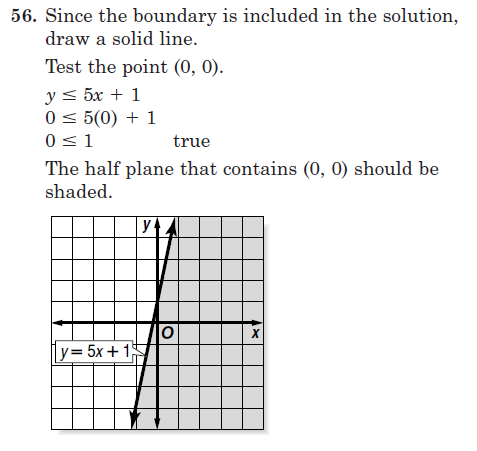 56. Since the boundary is included in the solution,
draw a solid line.
Test the point (0, 0).
y ≤ 5x + 1
0 ≤ 5(0) + 1
0 ≤ 1 true
The half plane that contains (0, 0) should be
shaded.
y
O x
y = 5x + 1